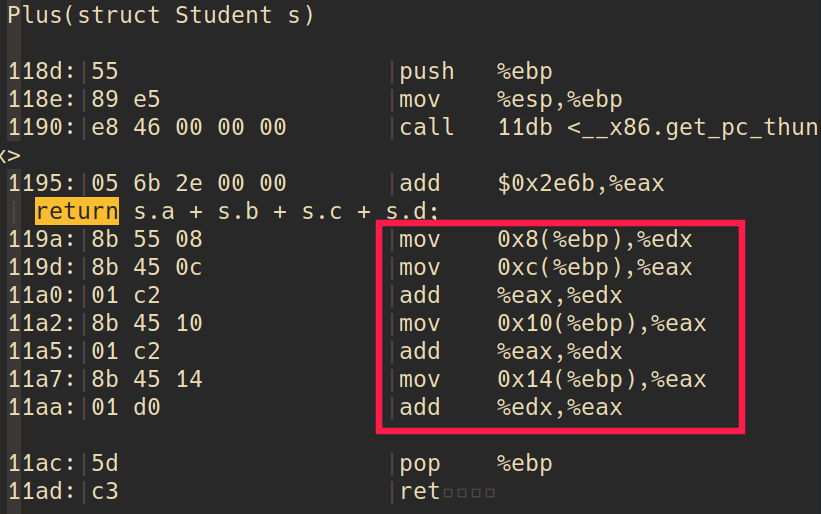 Plus(struct Student s)
118d: 55 push %ebp
118e: 89 e5 mov %esp,%ebp
1190: e8 46 00 00 00 call 11db <__x86.get_pc_thun
x>
1195: 05 6b 2e 00 00 add $0x2e6b,%eax
return s.a + s.b + s.c + s.d;
119a: 8b 55 08 mov 0x8(%ebp),%edx
119d: 8b 45 0c mov 0xc(%ebp),%eax
11a0: 01 c2 add %eax,%edx
11a2: 8b 45 10 mov 0x10(%ebp),%eax
11a5: 01 c2 add %eax,%edx
11a7: 8b 45 14 mov 0x14(%ebp),%eax
11aa: 01 d0 add %edx,%eax
11ac: 5d pop %ebp
11ad: c3 ret